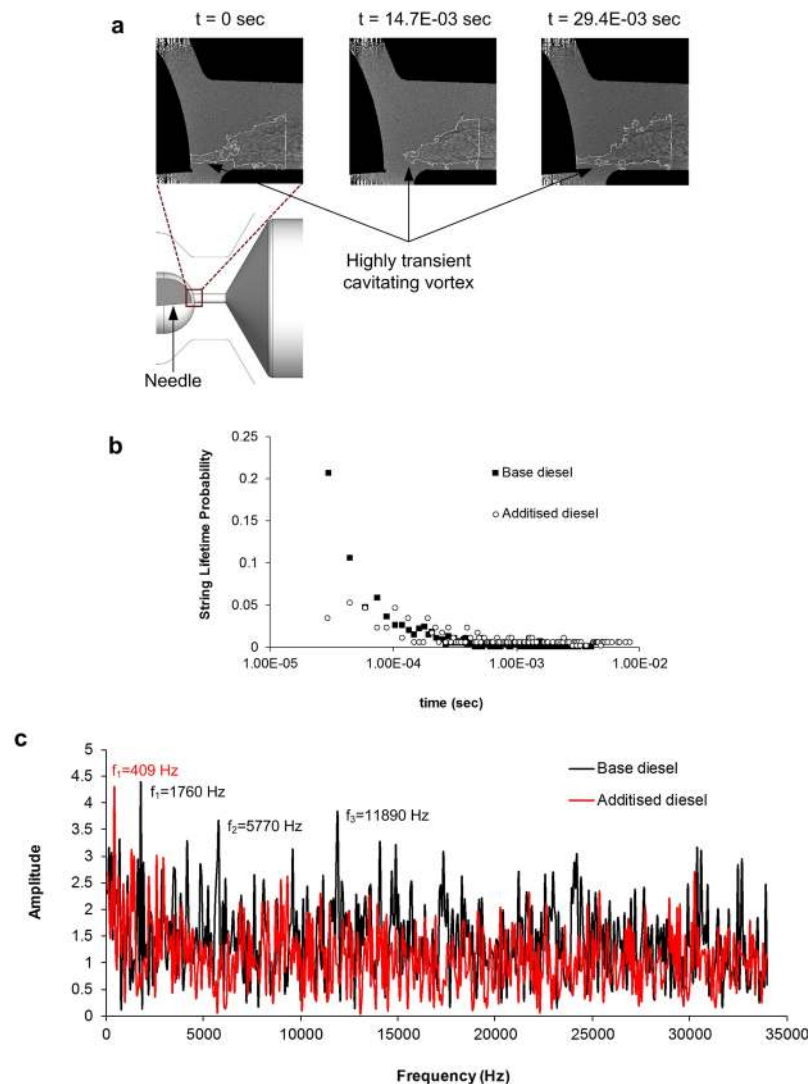 a
t = 0 sec
t = 14.7E-03 sec
t = 29.4E-03 sec
Highly transient
cavitating vortex
Needle
b
0.25
0.2
0.15
0.1
0.05
0
String Lifetime Probability
Base diesel
Additised diesel
1.00E-05
1.00E-04
1.00E-03
1.00E-02
time (sec)
c
5
4.5
4
3.5
3
2.5
2
1.5
1
0.5
0
Amplitude
f₁=409 Hz
f₁=1760 Hz
f₂=5770 Hz
f₃=11890 Hz
Base diesel
Additised diesel
0
5000
10000
15000
20000
25000
30000
35000
Frequency (Hz)